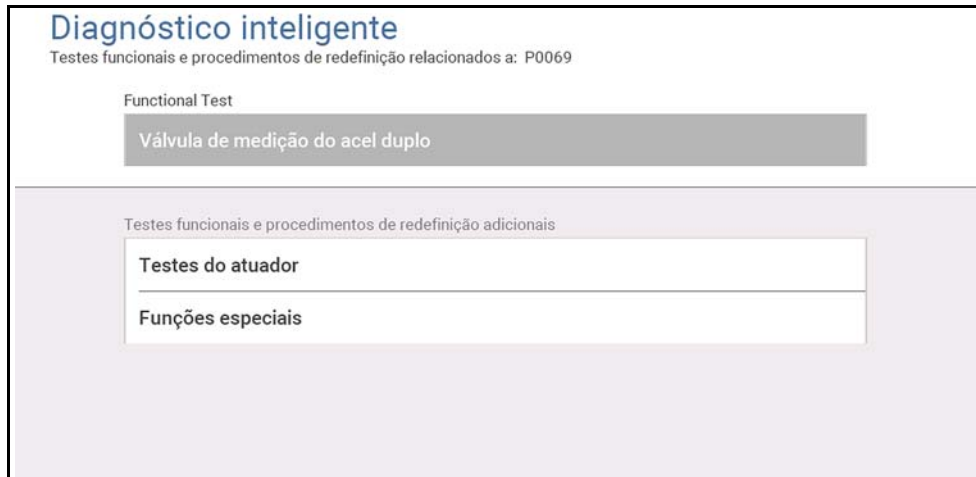 Diagnóstico inteligente
Testes funcionais e procedimentos de redefinição relacionados a: P0069
Functional Test
Válvula de medição do acel duplo
Testes funcionais e procedimentos de redefinição adicionais
Testes do atuador
Funções especiais